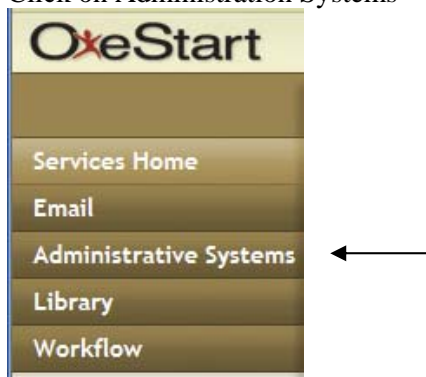 Click on Administration Systems
OneStart
Services Home
Email
Administrative Systems
Library
Workflow